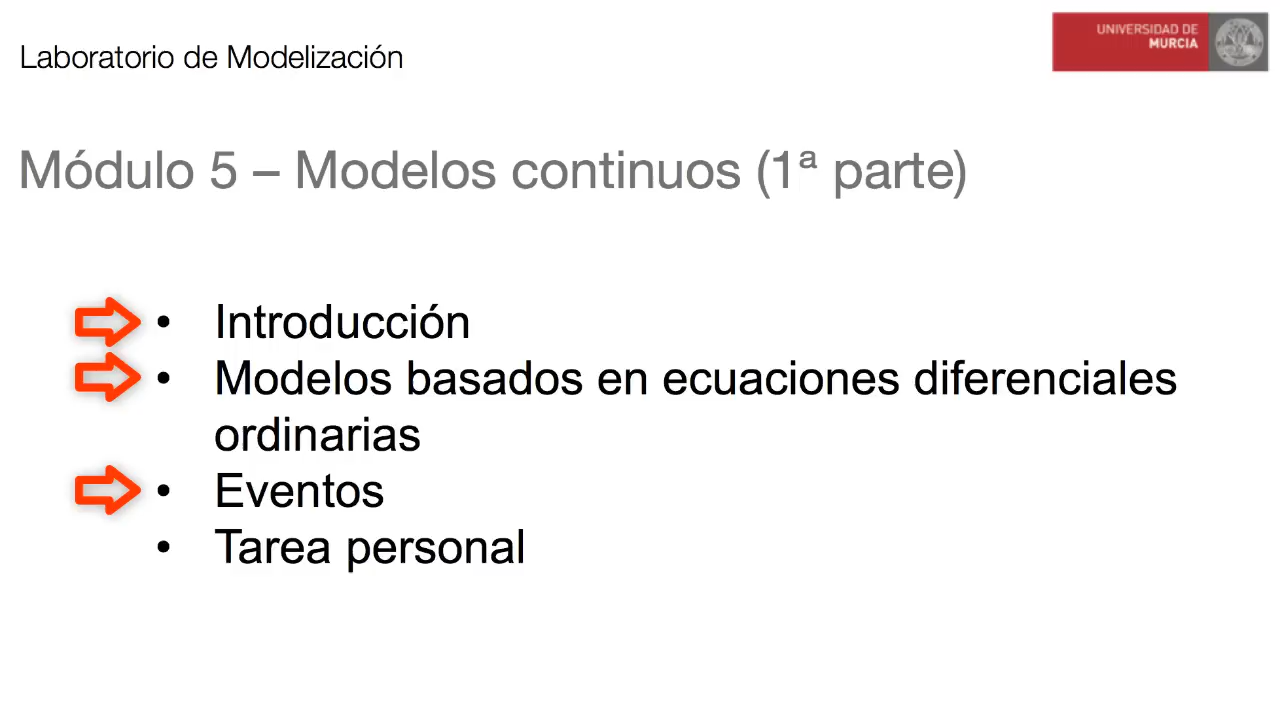 Laboratorio de Modelización
UNIVERSIDAD DE
MURCIA
Módulo 5 – Modelos continuos (1ª parte)
• Introducción
• Modelos basados en ecuaciones diferenciales
ordinarias
• Eventos
• Tarea personal